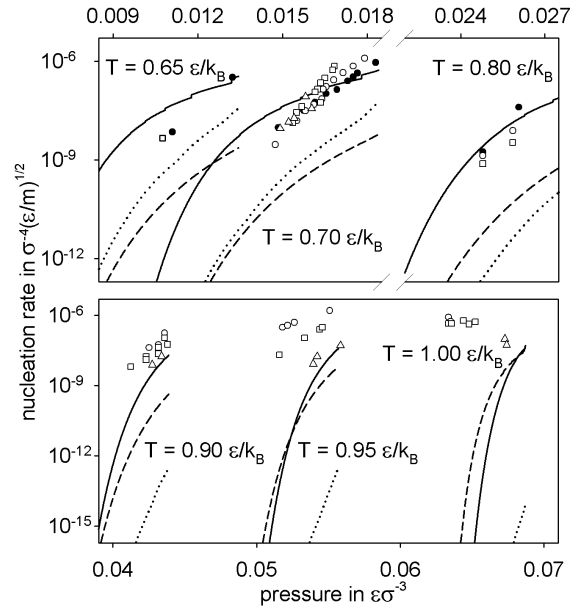 0.009 0.012 0.015 0.018 0.024 0.027
10⁻⁶
T = 0.65 ε/k_B
T = 0.80 ε/k_B
10⁻⁹
T = 0.70 ε/k_B
10⁻¹²
nucleation rate in σ⁻⁴(ε/m)¹ᐟ²
10⁻⁶
T = 1.00 ε/k_B
10⁻⁹
T = 0.90 ε/k_B
T = 0.95 ε/k_B
10⁻¹²
10⁻¹⁵
0.04 0.05 0.06 0.07
pressure in εσ⁻³